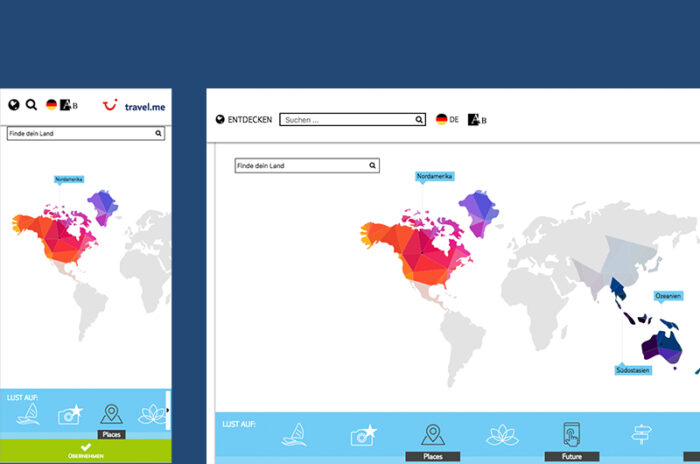 travel.me
Finde dein Land
Nordamerika
LUST AUF:
Places
ÜBERNEHMEN
ENTDECKEN
Suchen ...
DE
Finde dein Land
Nordamerika
Ozeanien
Südostasien
LUST AUF:
Places
Future